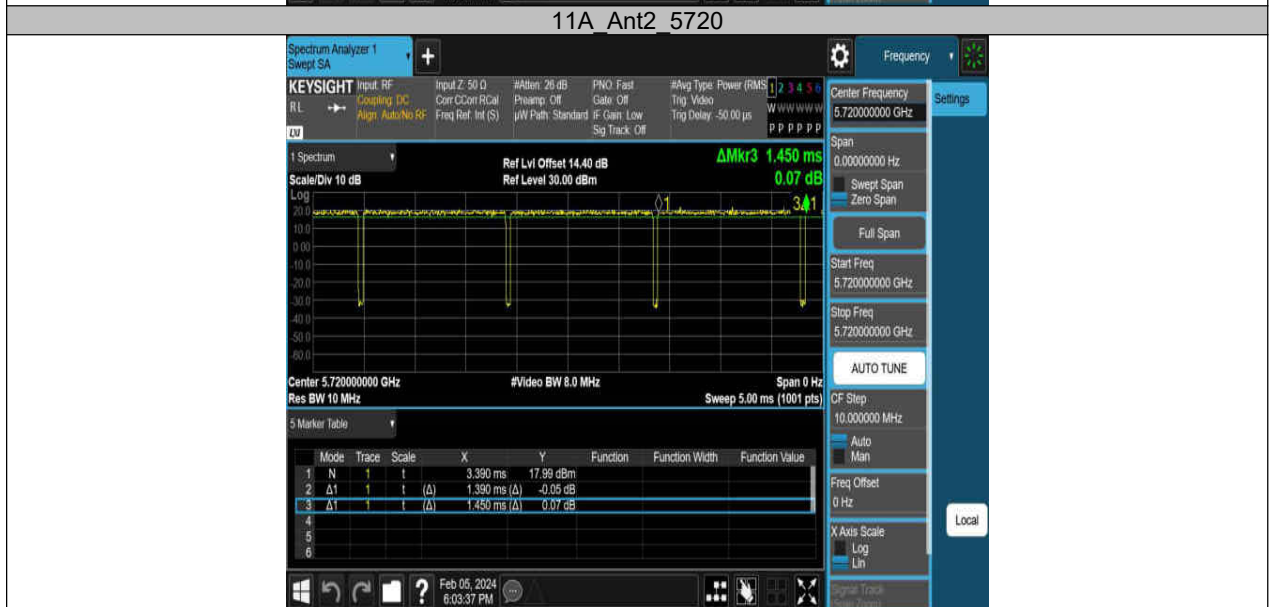 11A_Ant2_5720
Spectrum Analyzer 1
Swept SA
+
Frequency
KEYSIGHT
RL
LXI
Input: RF
Coupling: DC
Align: Auto/No RF
Input Z: 50 Ω
Corr CCorr RCal
Freq Ref: Int (S)
#Atten: 26 dB
Preamp: Off
µW Path: Standard
PNO: Fast
Gate: Off
IF Gain: Low
Sig Track: Off
#Avg Type: Power (RMS
Trig: Video
Trig Delay: -50.00 µs
1 2 3 4 5 6
W W W W W W
P P P P P P
1 Spectrum
Scale/Div 10 dB
Ref Lvl Offset 14.40 dB
Ref Level 30.00 dBm
ΔMkr3 1.450 ms
0.07 dB
Log
20.0
10.0
0.00
-10.0
-20.0
-30.0
-40.0
-50.0
-60.0
1
3 1
Center 5.720000000 GHz
#Video BW 8.0 MHz
Span 0 Hz
Res BW 10 MHz
Sweep 5.00 ms (1001 pts)
5 Marker Table
Mode Trace Scale X Y Function Function Width Function Value
1 N 1 t 3.390 ms 17.99 dBm
2 Δ1 1 t (Δ) 1.390 ms (Δ) -0.05 dB
3 Δ1 1 t (Δ) 1.450 ms (Δ) 0.07 dB
4
5
6
Feb 05, 2024
6:03:37 PM
Center Frequency
5.720000000 GHz
Settings
Span
0.00000000 Hz
Swept Span
Zero Span
Full Span
Start Freq
5.720000000 GHz
Stop Freq
5.720000000 GHz
AUTO TUNE
CF Step
10.000000 MHz
Auto
Man
Freq Offset
0 Hz
X Axis Scale
Log
Lin
Local
Signal Track